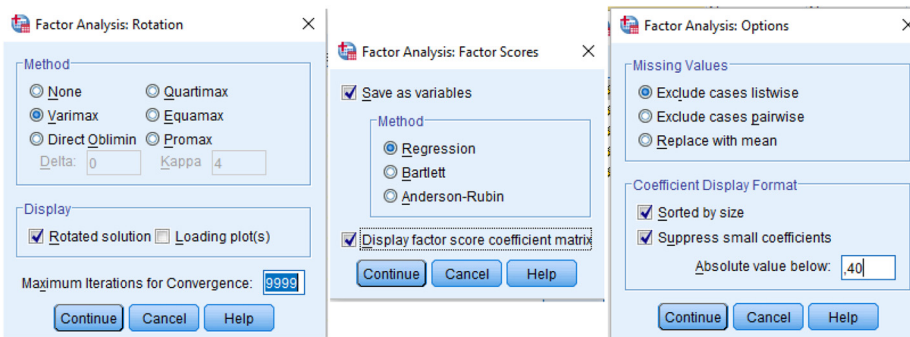 Factor Analysis: Rotation
Method
None
Quartimax
Varimax
Equamax
Direct Oblimin
Promax
Delta: 0
Kappa 4
Display
Rotated solution
Loading plot(s)
Maximum Iterations for Convergence: 9999
Continue
Cancel
Help
Factor Analysis: Factor Scores
Save as variables
Method
Regression
Bartlett
Anderson-Rubin
Display factor score coefficient matrix
Continue
Cancel
Help
Factor Analysis: Options
Missing Values
Exclude cases listwise
Exclude cases pairwise
Replace with mean
Coefficient Display Format
Sorted by size
Suppress small coefficients
Absolute value below: ,40
Continue
Cancel
Help